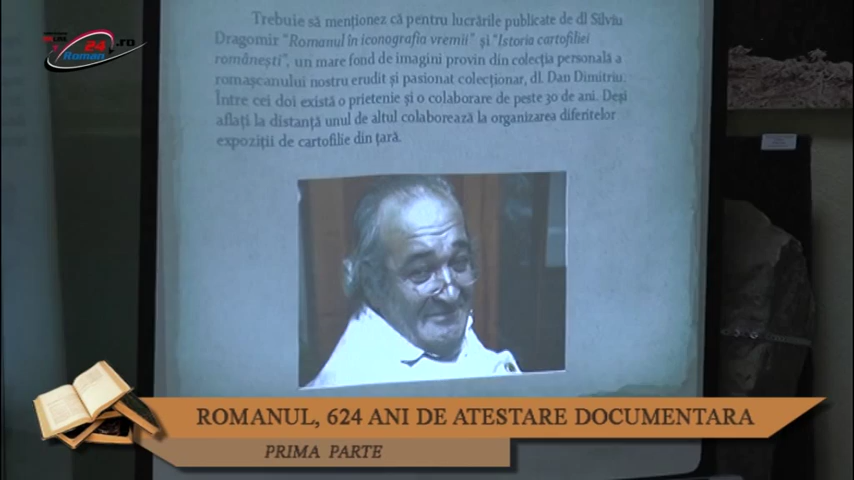 Trebuie să menționez că pentru lucrările publicate de dl Silviu
Dragomir "Romanul în iconografia vremii" și "Istoria cartofiliei
românești", un mare fond de imagini provin din colecția personală a
romașcanului nostru erudit și pasionat colecționar, dl. Dan Dimitriu.
Între cei doi există o prietenie și o colaborare de peste 30 de ani. Deși
aflați la distanță unul de altul colaborează la organizarea diferitelor
expoziții de cartofilie din țară.
24.ro
Roman
ROMANUL, 624 ANI DE ATESTARE DOCUMENTARA
PRIMA PARTE